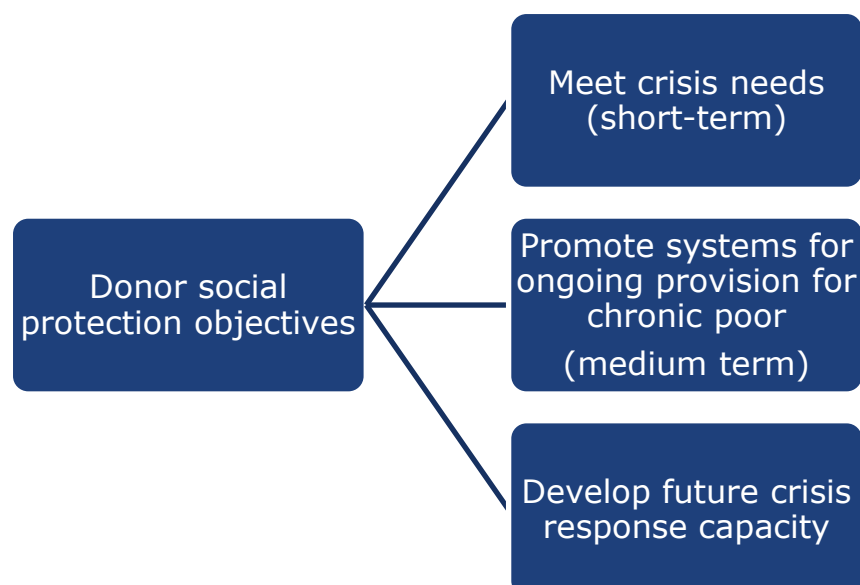 Meet crisis needs
(short-term)
Donor social
protection objectives
Promote systems for
ongoing provision for
chronic poor
(medium term)
Develop future crisis
response capacity